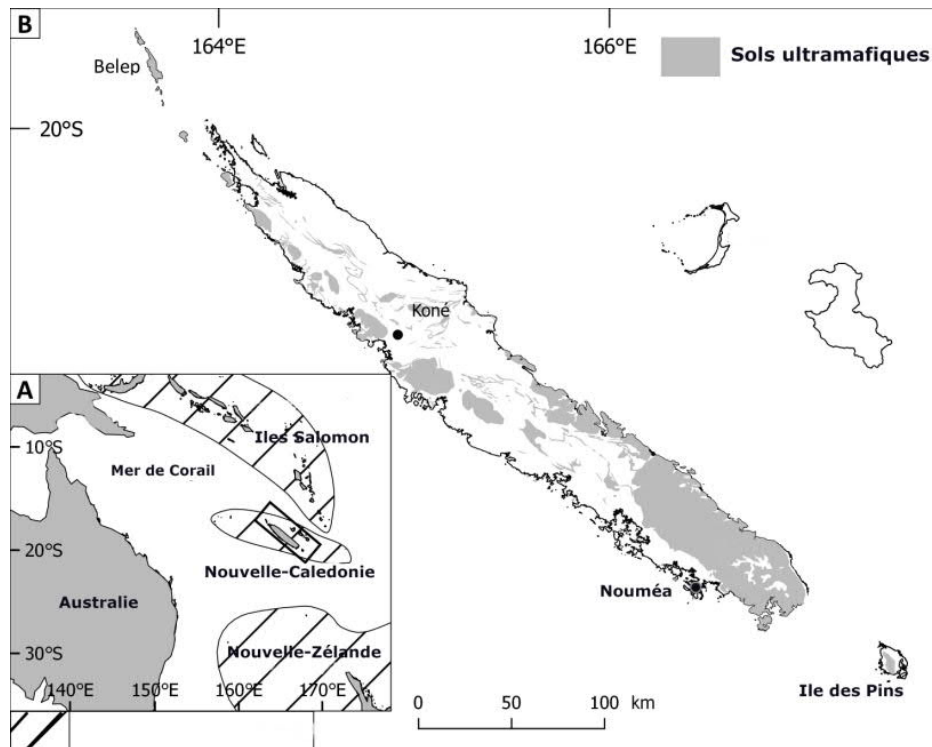 B
164°E
166°E
Belep
Sols ultramafiques
20°S
Koné
A
10°S
Iles Salomon
Mer de Corail
20°S
Nouvelle-Caledonie
Australie
Nouméa
Nouvelle-Zélande
30°S
140°E 150°E 160°E 170°E
Ile des Pins
0 50 100 km